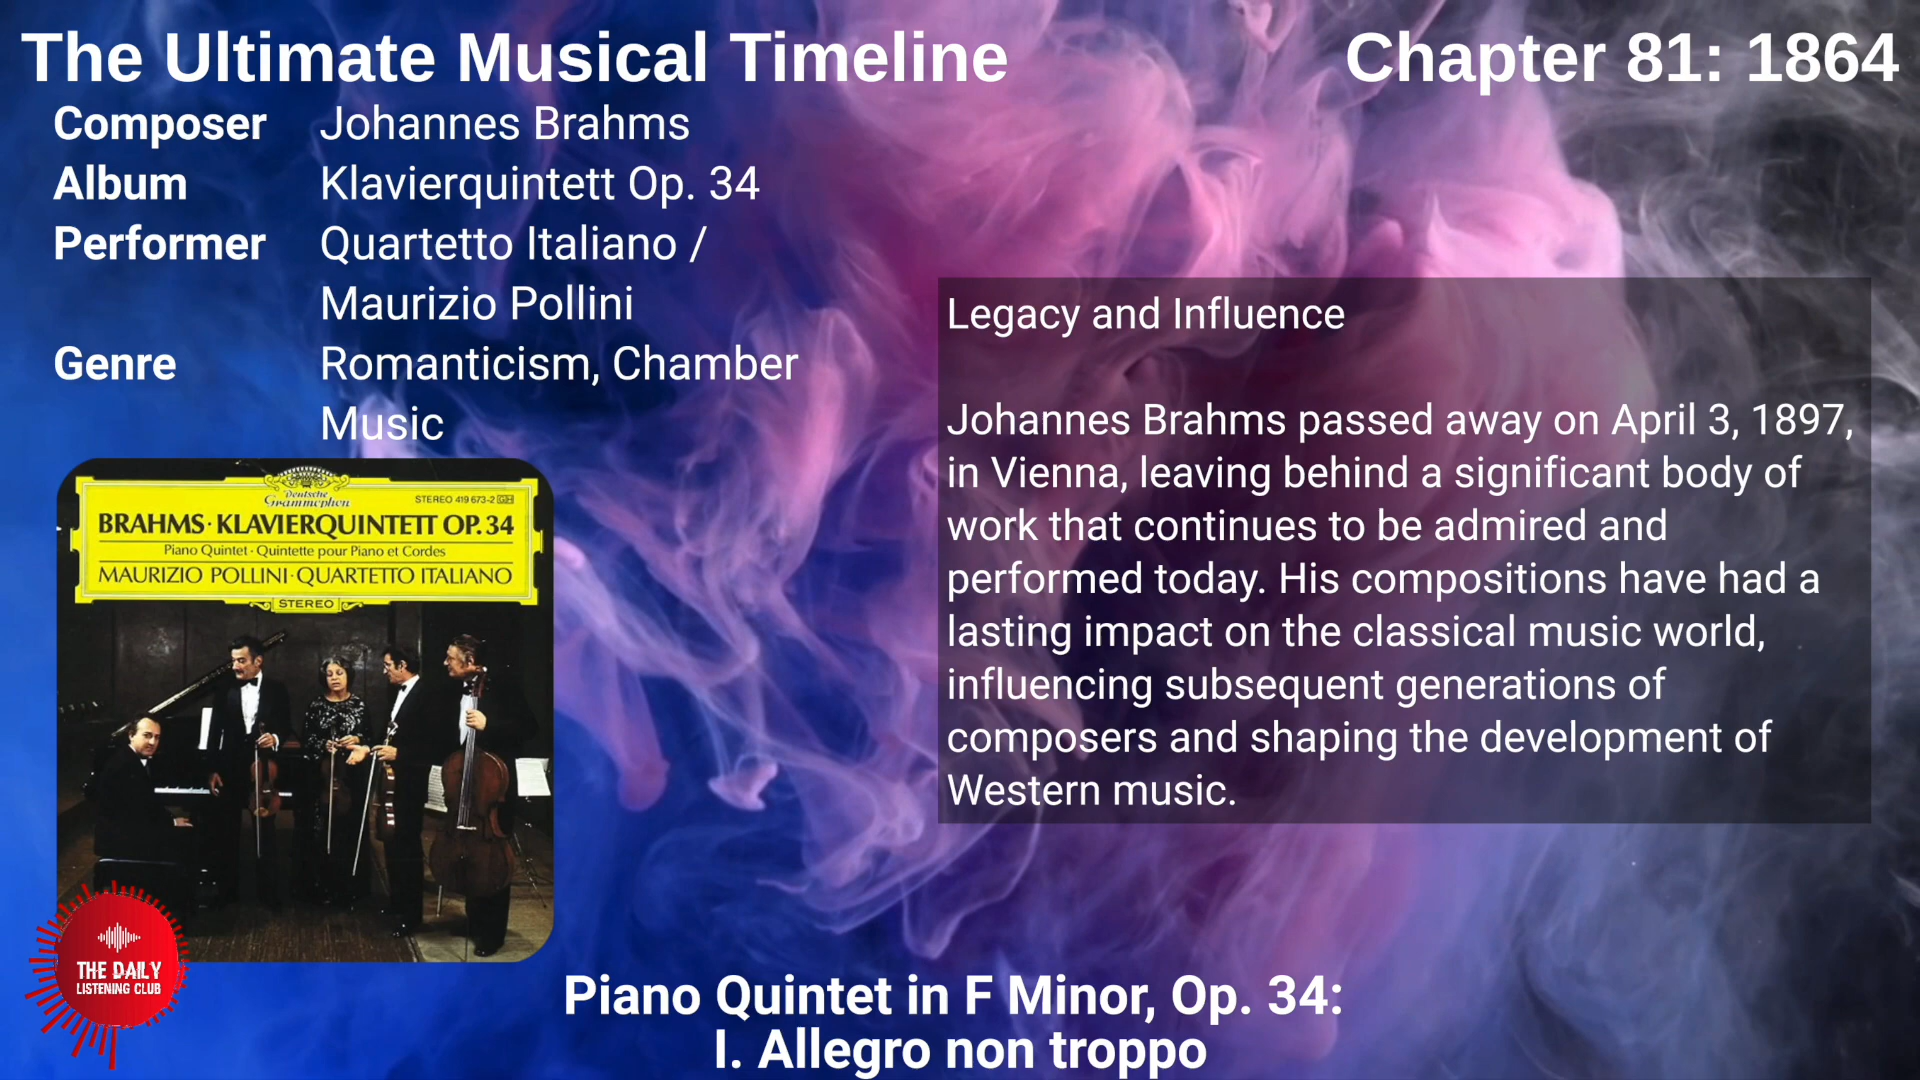 The Ultimate Musical Timeline
Chapter 81: 1864
Composer Johannes Brahms
Album Klavierquintett Op. 34
Performer Quartetto Italiano /
Maurizio Pollini
Genre Romanticism, Chamber
Music
Deutsche
Grammophon
STEREO 419 673-2 GH
BRAHMS · KLAVIERQUINTETT OP. 34
Piano Quintet · Quintette pour Piano et Cordes
MAURIZIO POLLINI · QUARTETTO ITALIANO
STEREO
Legacy and Influence
Johannes Brahms passed away on April 3, 1897,
in Vienna, leaving behind a significant body of
work that continues to be admired and
performed today. His compositions have had a
lasting impact on the classical music world,
influencing subsequent generations of
composers and shaping the development of
Western music.
THE DAILY
LISTENING CLUB
Piano Quintet in F Minor, Op. 34:
I. Allegro non troppo